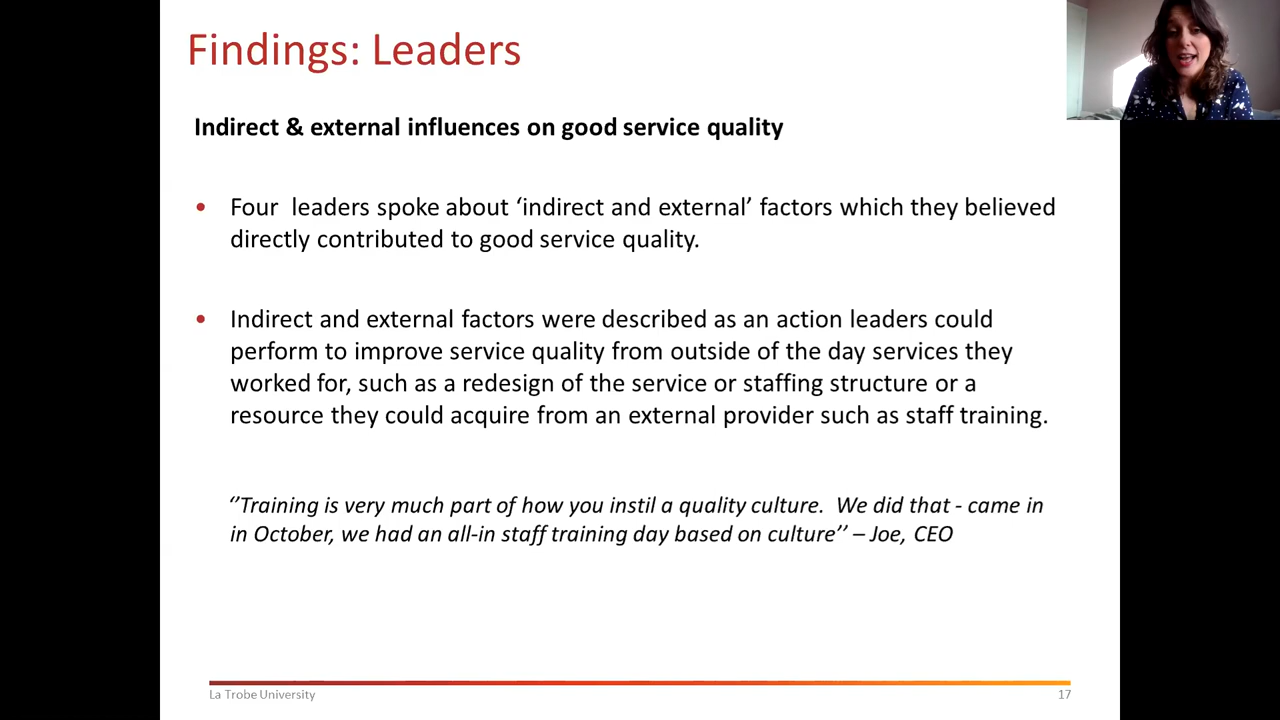 Findings: Leaders
Indirect & external influences on good service quality
• Four  leaders spoke about ‘indirect and external’ factors which they believed
directly contributed to good service quality.
• Indirect and external factors were described as an action leaders could
perform to improve service quality from outside of the day services they
worked for, such as a redesign of the service or staffing structure or a
resource they could acquire from an external provider such as staff training.
‘’Training is very much part of how you instil a quality culture.  We did that - came in
in October, we had an all-in staff training day based on culture’’ – Joe, CEO
La Trobe University
17